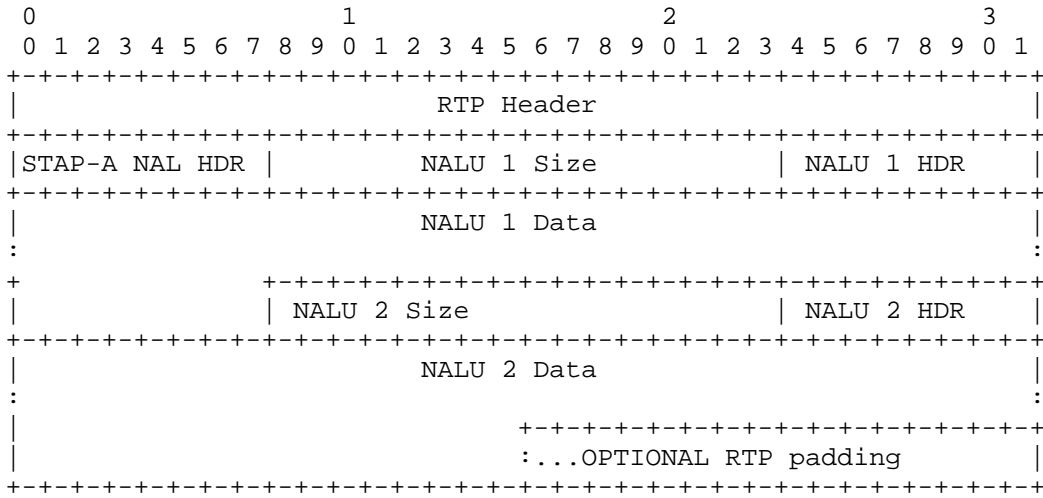 0                   1                   2                   3
 0 1 2 3 4 5 6 7 8 9 0 1 2 3 4 5 6 7 8 9 0 1 2 3 4 5 6 7 8 9 0 1
+-+-+-+-+-+-+-+-+-+-+-+-+-+-+-+-+-+-+-+-+-+-+-+-+-+-+-+-+-+-+-+-+
|                          RTP Header                           |
+-+-+-+-+-+-+-+-+-+-+-+-+-+-+-+-+-+-+-+-+-+-+-+-+-+-+-+-+-+-+-+-+
|STAP-A NAL HDR |         NALU 1 Size           | NALU 1 HDR    |
+-+-+-+-+-+-+-+-+-+-+-+-+-+-+-+-+-+-+-+-+-+-+-+-+-+-+-+-+-+-+-+-+
|                         NALU 1 Data                           |
:                                                               :
+               +-+-+-+-+-+-+-+-+-+-+-+-+-+-+-+-+-+-+-+-+-+-+-+-+
|               | NALU 2 Size                   | NALU 2 HDR    |
+-+-+-+-+-+-+-+-+-+-+-+-+-+-+-+-+-+-+-+-+-+-+-+-+-+-+-+-+-+-+-+-+
|                         NALU 2 Data                           |
:                                                               :
|                               +-+-+-+-+-+-+-+-+-+-+-+-+-+-+-+-+
|                               :...OPTIONAL RTP padding        |
+-+-+-+-+-+-+-+-+-+-+-+-+-+-+-+-+-+-+-+-+-+-+-+-+-+-+-+-+-+-+-+-+